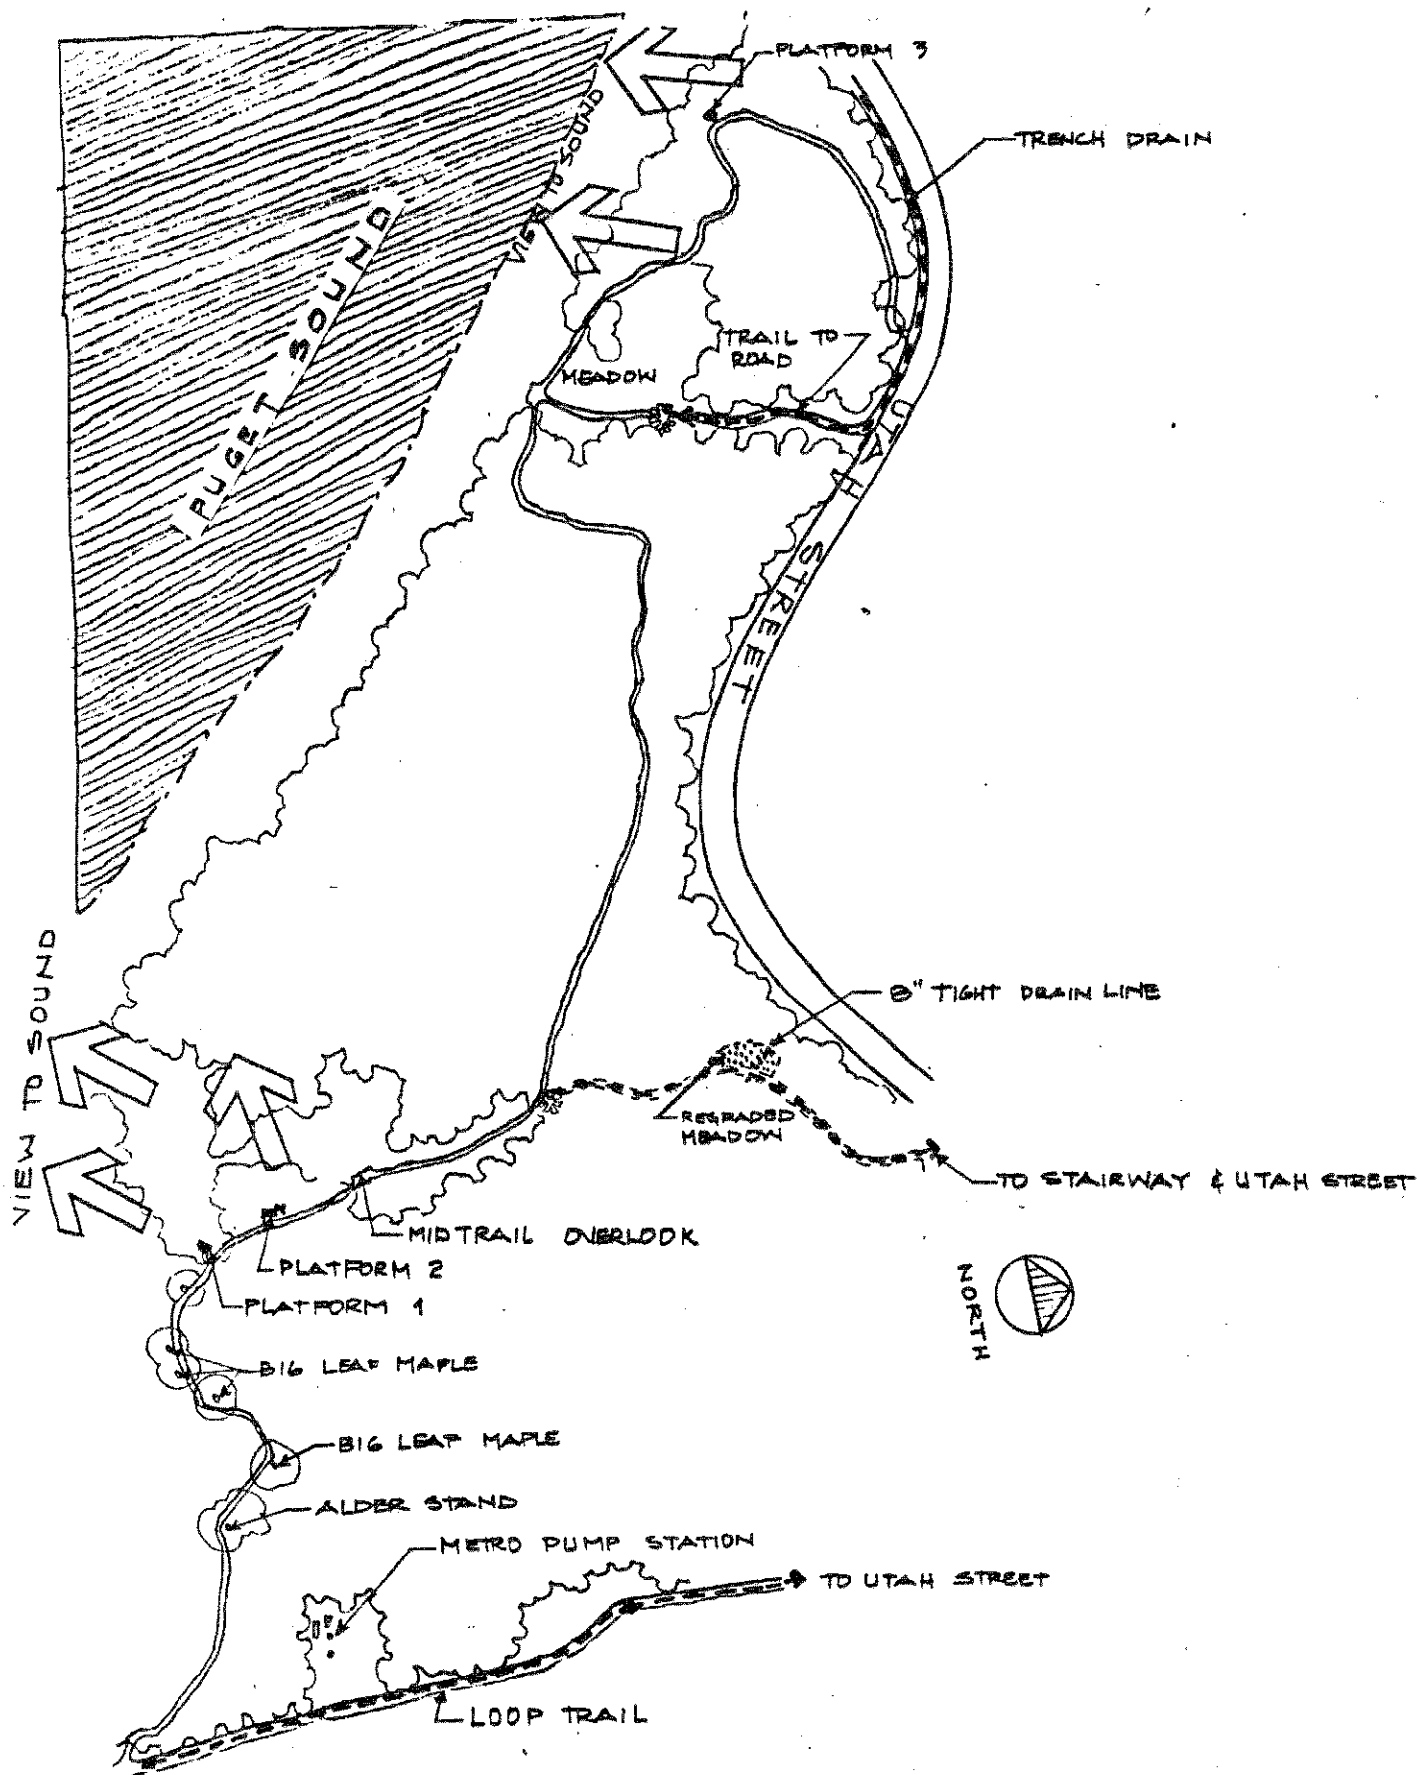 PLATFORM 3
TRENCH DRAIN
VIEW TO SOUND
PUGET SOUND
TRAIL TO
ROAD
MEADOW
UTAH STREET
8" TIGHT DRAIN LINE
VIEW TO SOUND
REGRADED
MEADOW
TO STAIRWAY & UTAH STREET
MIDTRAIL OVERLOOK
PLATFORM 2
PLATFORM 1
NORTH
BIG LEAF MAPLE
BIG LEAF MAPLE
ALDER STAND
METRO PUMP STATION
TO UTAH STREET
LOOP TRAIL